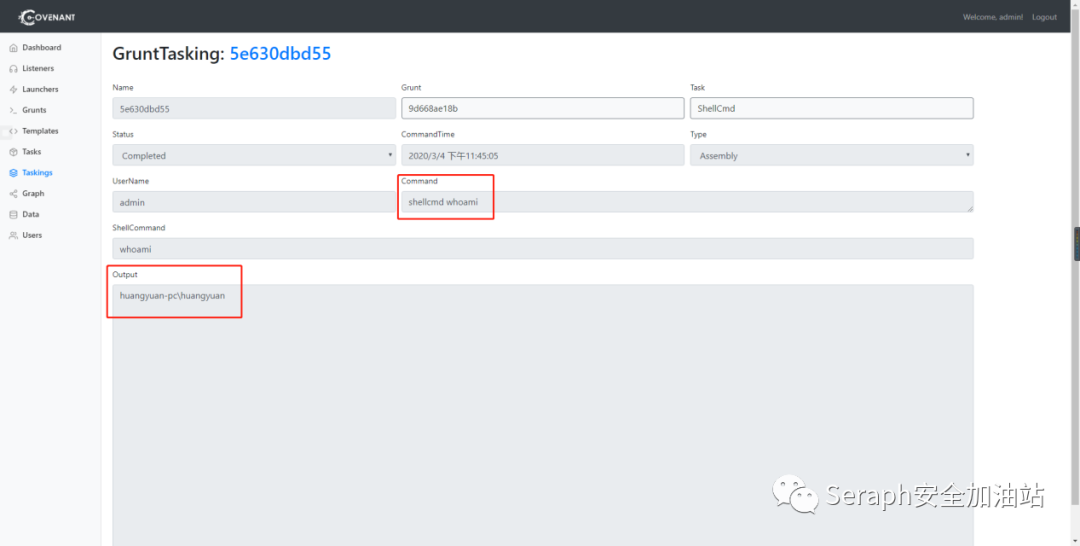 COVENANT
Welcome, admin! Logout
Dashboard
Listeners
Launchers
Grunts
Templates
Tasks
Taskings
Graph
Data
Users
GruntTasking: 5e630dbd55
Name
5e630dbd55
Grunt
9d668ae18b
Task
ShellCmd
Status
Completed
CommandTime
2020/3/4 下午11:45:05
Type
Assembly
UserName
admin
Command
shellcmd whoami
ShellCommand
whoami
Output
huangyuan-pc\huangyuan
Seraph安全加油站